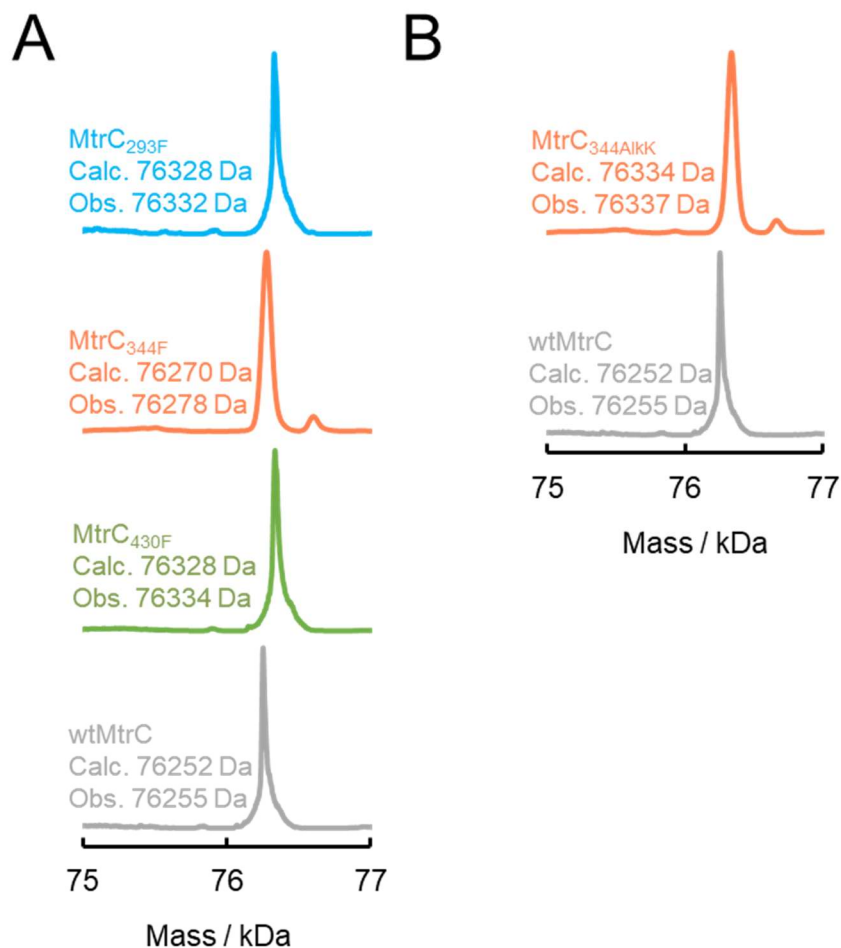 A
MtrC293F
Calc. 76328 Da
Obs. 76332 Da
MtrC344F
Calc. 76270 Da
Obs. 76278 Da
MtrC430F
Calc. 76328 Da
Obs. 76334 Da
wtMtrC
Calc. 76252 Da
Obs. 76255 Da
75 76 77
Mass / kDa
B
MtrC344AlkK
Calc. 76334 Da
Obs. 76337 Da
wtMtrC
Calc. 76252 Da
Obs. 76255 Da
75 76 77
Mass / kDa